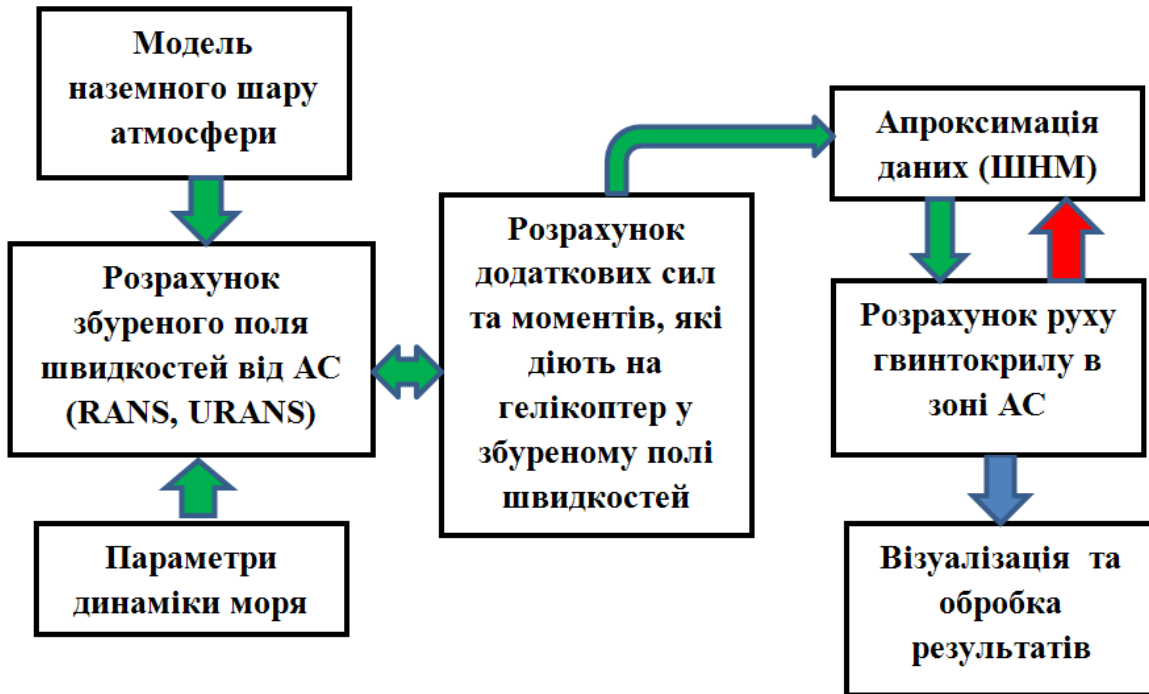 Модель
наземного шару
атмосфери
Розрахунок
збуреного поля
швидкостей від АС
(RANS, URANS)
Параметри
динаміки моря
Розрахунок
додаткових сил
та моментів, які
діють на
гелікоптер у
збуреному полі
швидкостей
Апроксимація
даних (ШНМ)
Розрахунок руху
гвинтокрилу в
зоні АС
Візуалізація та
обробка
результатів